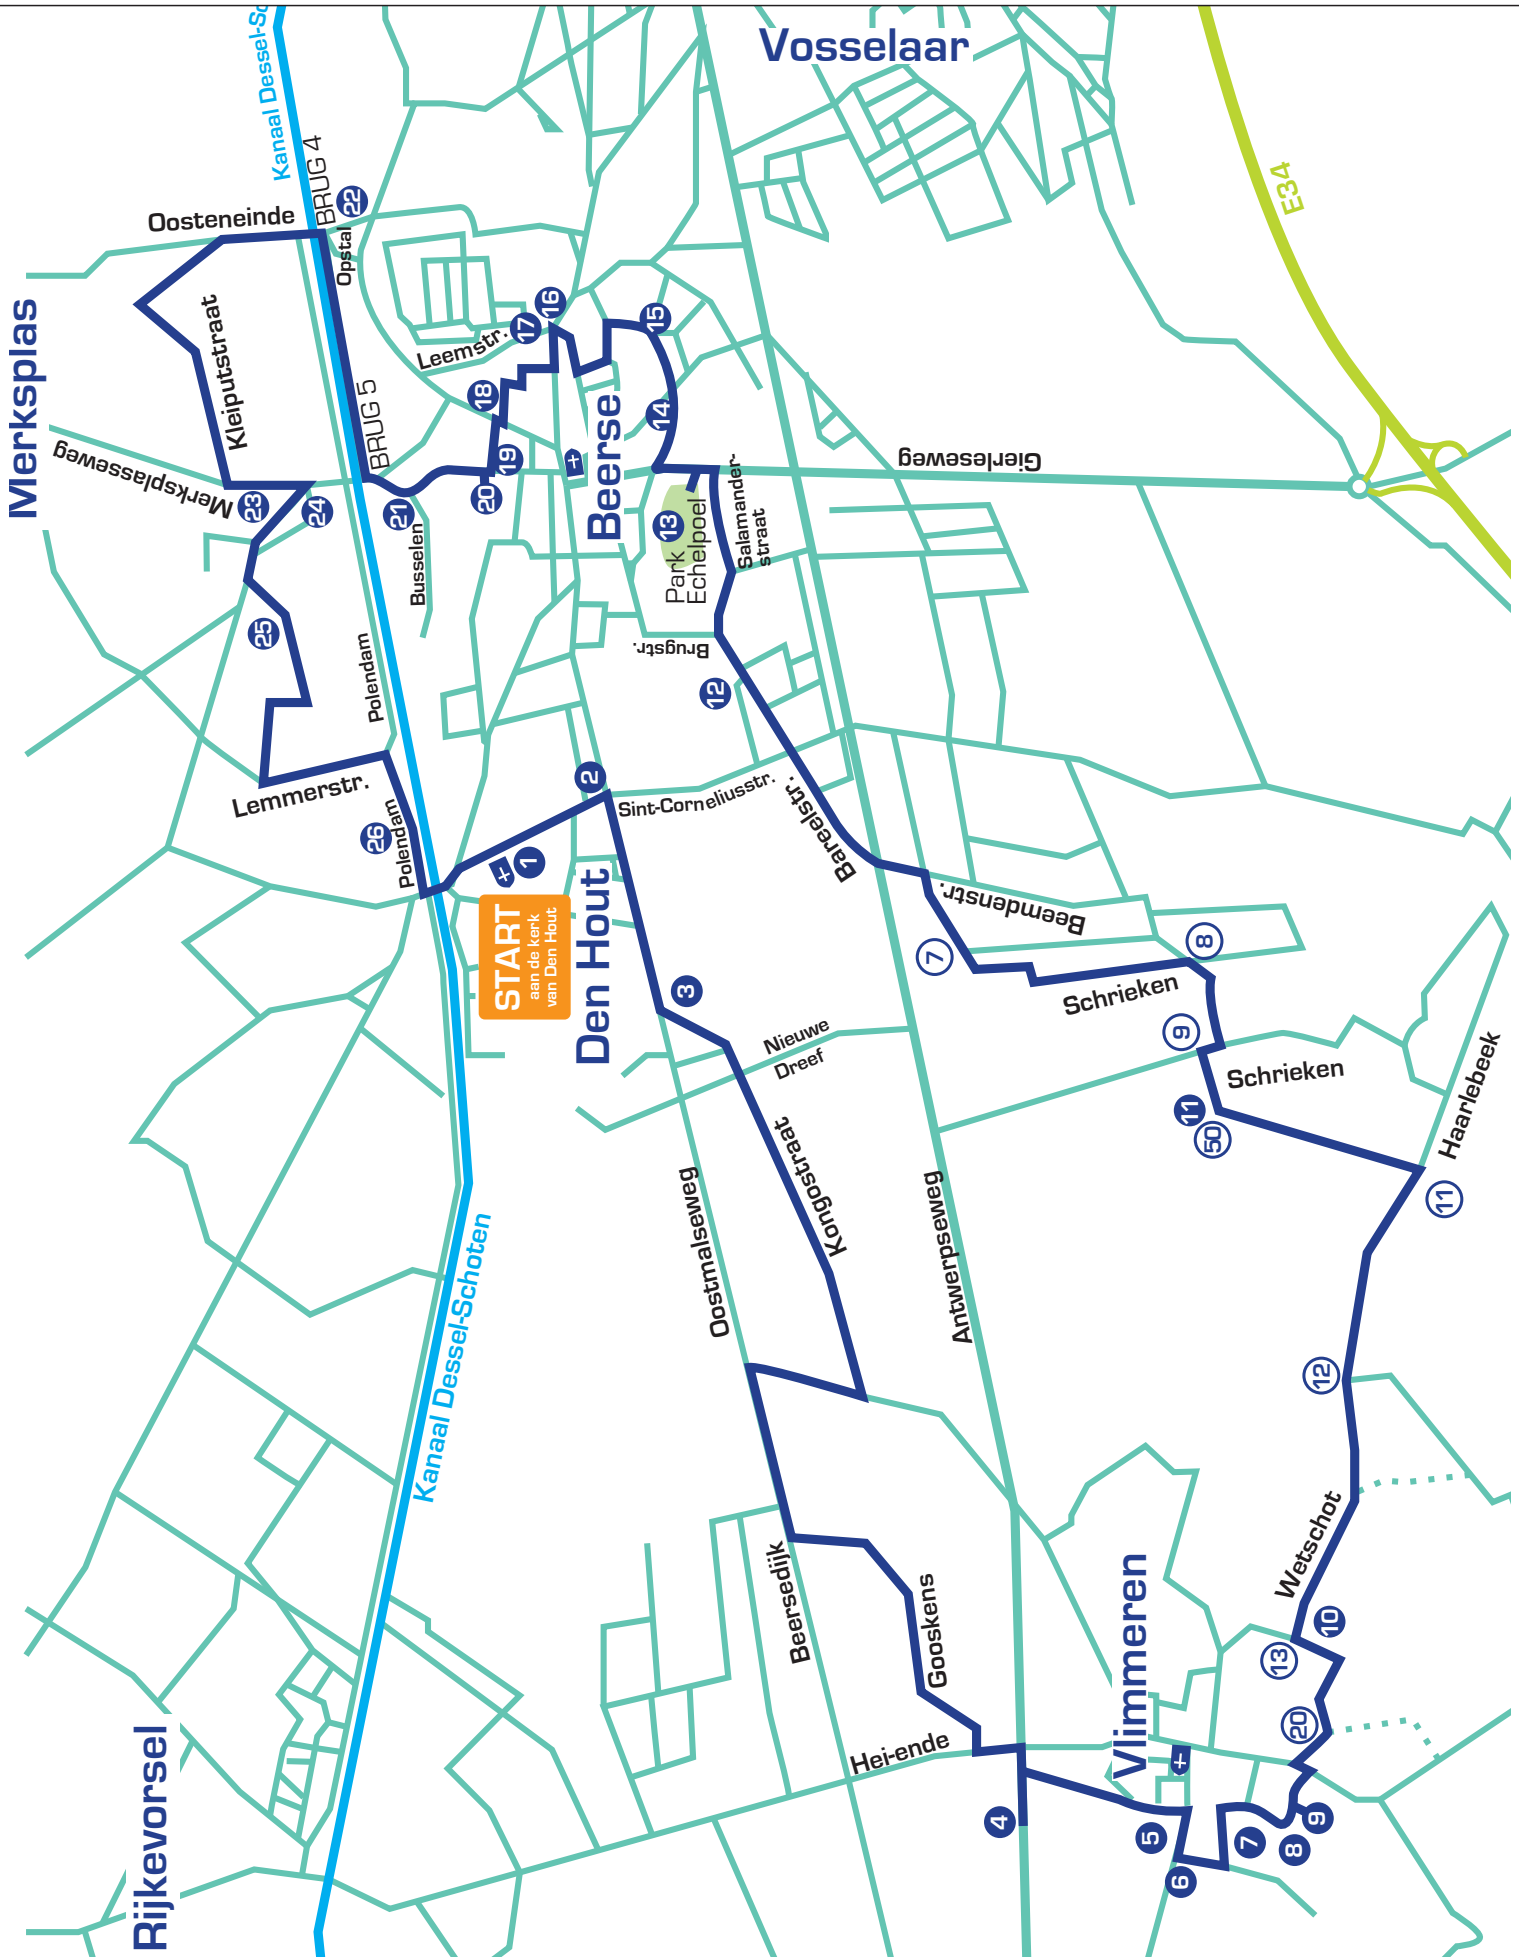 Vosselaar
E34
Kanaal Dessel-Sc
BRUG 4
22
Oosteneinde
Opstal
Merksplas
Kleiputstraat
Merksplasseweg
BRUG 5
Leemstr.
17
16
15
18
14
19
20
Beerse
21
Busselen
23
24
25
13
Park
Echelpoel
Salamander-
straat
Gierleseweg
Brugstr.
12
Polendam
Lemmerstr.
26
Polendam
2
Sint-Corneliusstr.
Bareelstr.
1
START
aan de kerk
van Den Hout
Den Hout
3
Beemdenstr.
7
8
Schrieken
9
Schrieken
11
50
Nieuwe
Dreef
Haarlebeek
11
Kongostraat
Oostmalseweg
Antwerpseweg
Kanaal Dessel-Schoten
12
Wetschot
10
13
20
Beersedijk
Gooskens
Hei-ende
Vlimmeren
4
5
6
7
8
9
Rijkevorsel